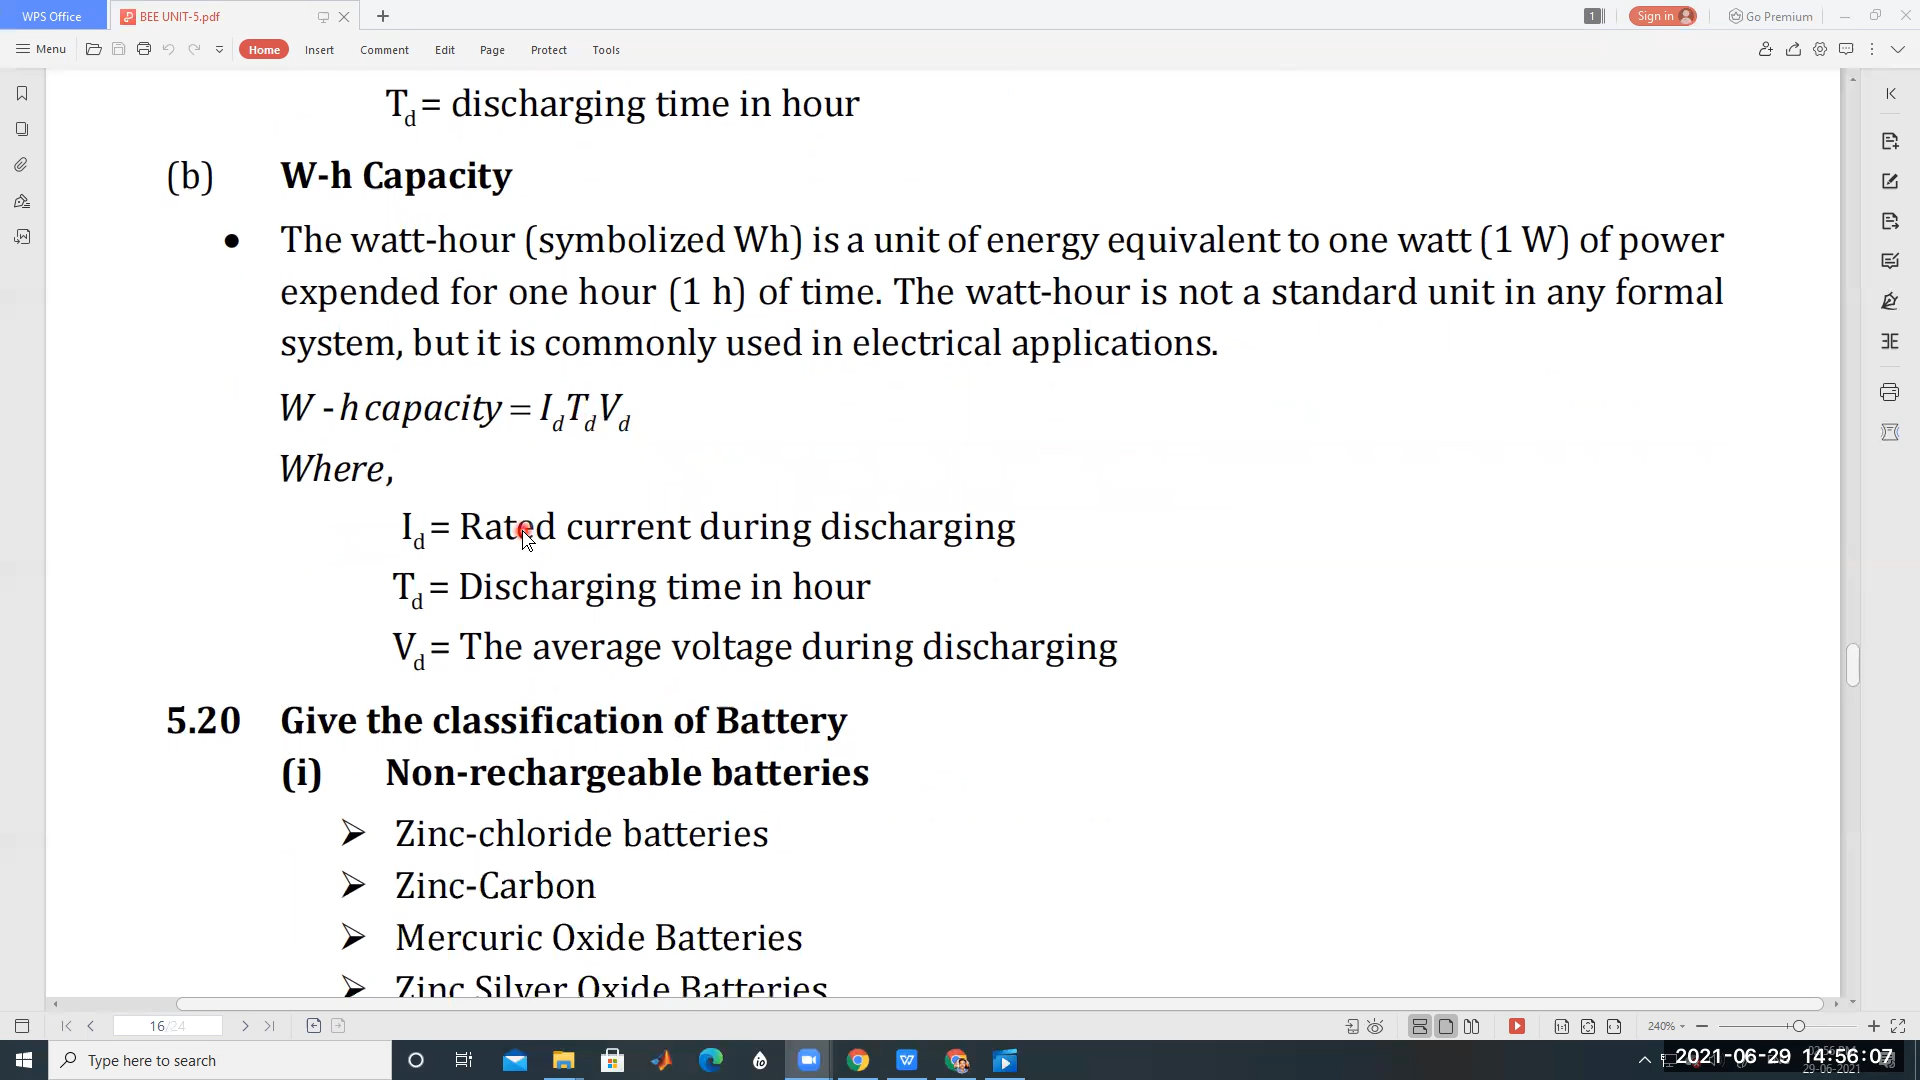 WPS Office
BEE UNIT-5.pdf
1
Sign in
Go Premium
Menu
Home
Insert
Comment
Edit
Page
Protect
Tools
Td = discharging time in hour
(b) W-h Capacity
• The watt-hour (symbolized Wh) is a unit of energy equivalent to one watt (1 W) of power
expended for one hour (1 h) of time. The watt-hour is not a standard unit in any formal
system, but it is commonly used in electrical applications.
W - h capacity = IdTdVd
Where,
Id = Rated current during discharging
Td = Discharging time in hour
Vd = The average voltage during discharging
5.20 Give the classification of Battery
(i) Non-rechargeable batteries
➢ Zinc-chloride batteries
➢ Zinc-Carbon
➢ Mercuric Oxide Batteries
➢ Zinc Silver Oxide Batteries
16/24
240%
Type here to search
2021-06-29 14:56:07
29-06-2021